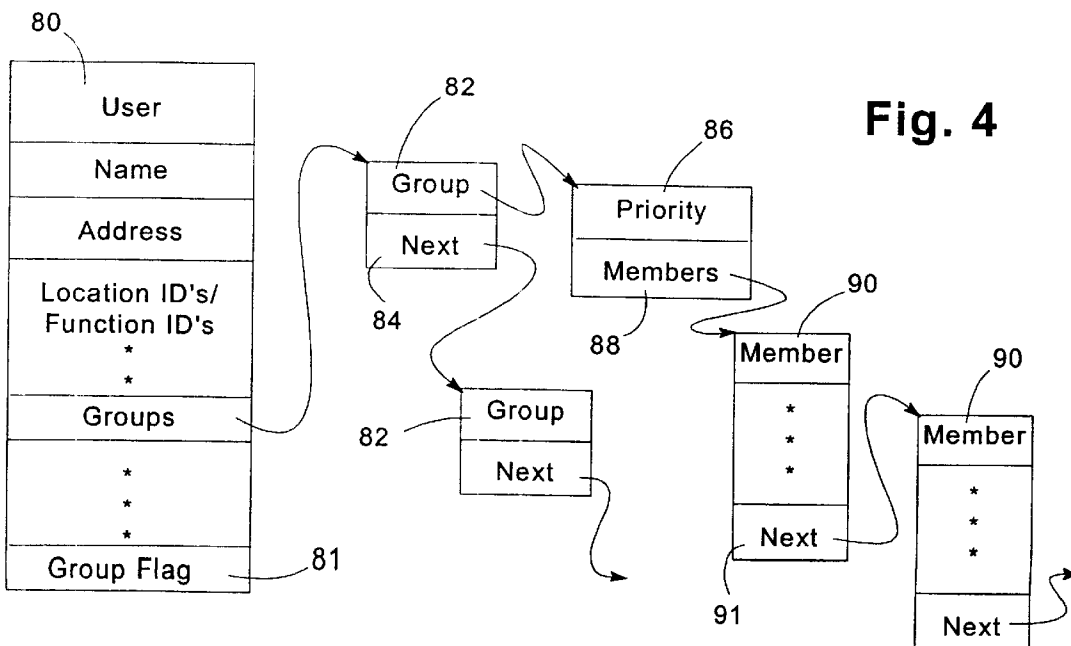 Fig. 4
80
User
Name
Address
Location ID's/
Function ID's
*
*
Groups
*
*
*
Group Flag
81
82
Group
Next
84
86
Priority
Members
88
82
Group
Next
90
Member
*
*
*
Next
91
90
Member
*
*
*
Next